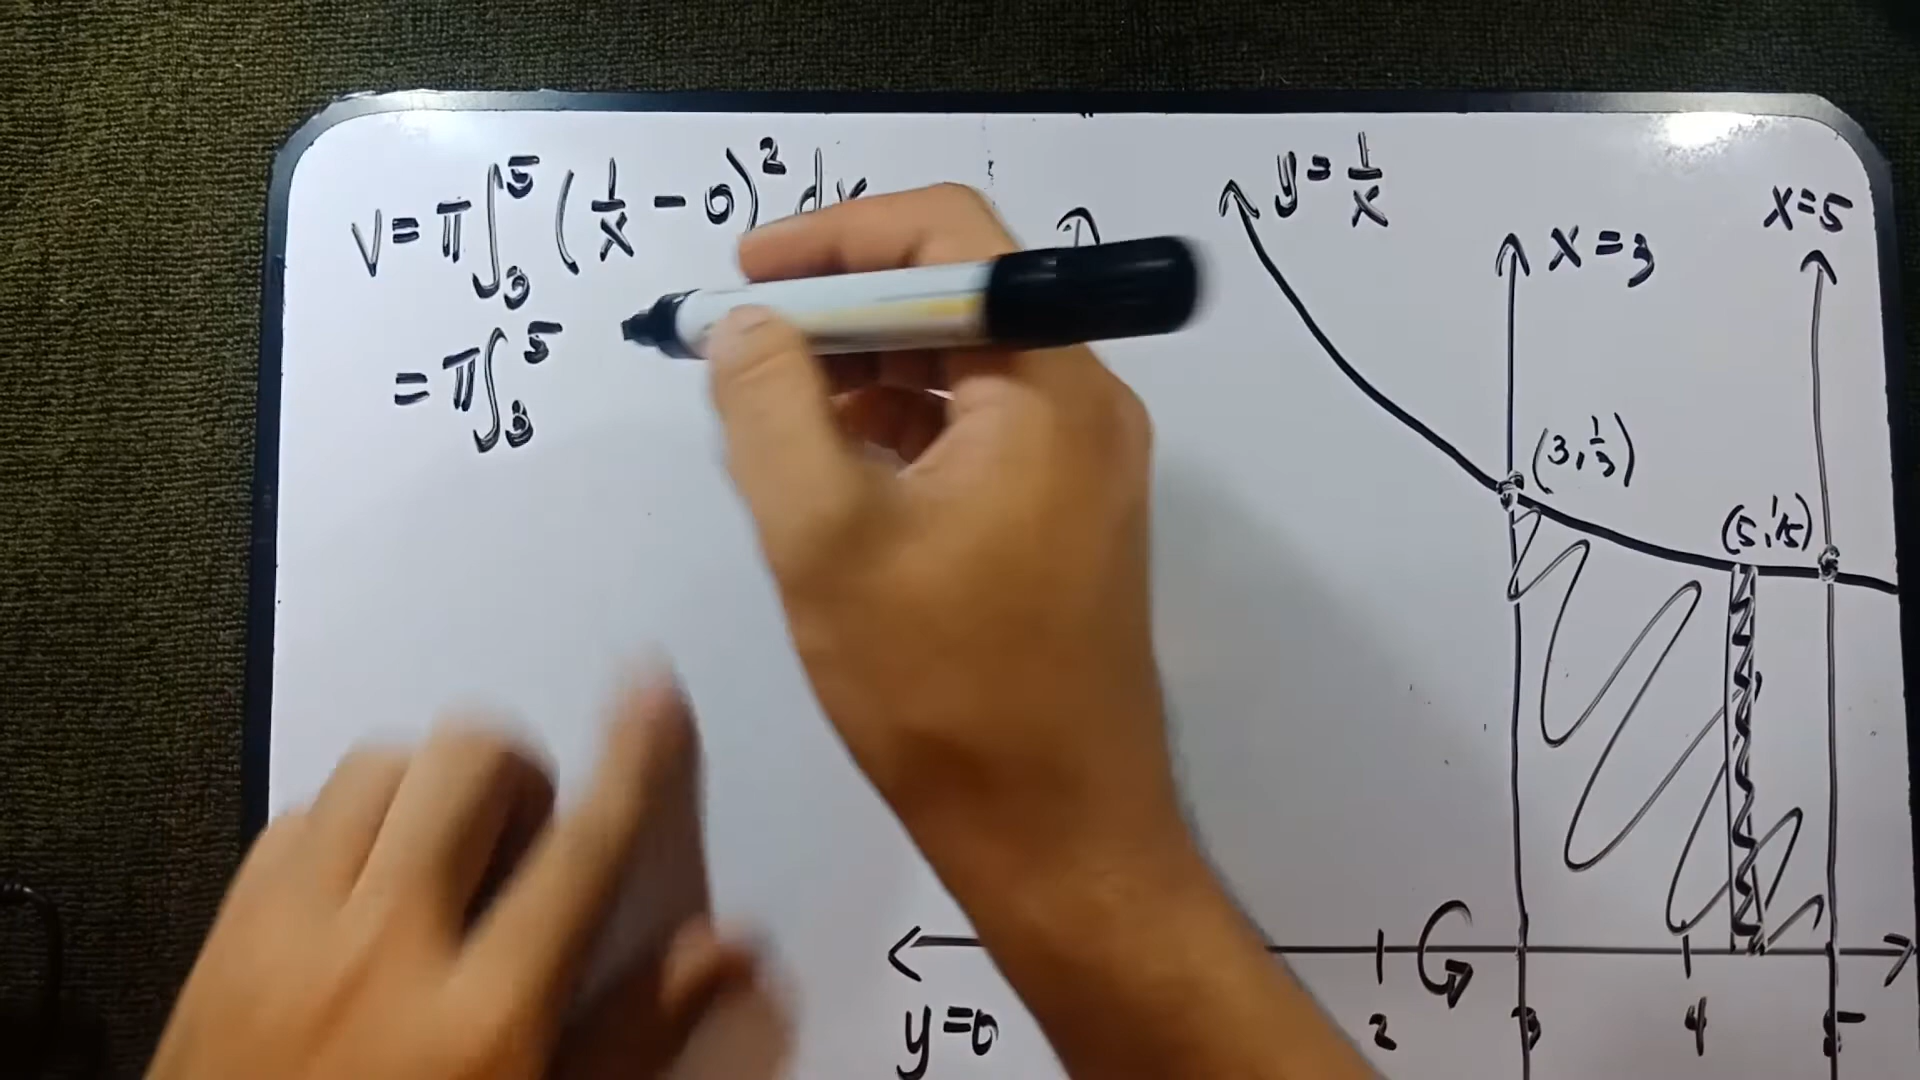 V = π∫₃⁵ (1/x - 0)² dx
= π∫₃⁵
y = 1/x
x = 3
x = 5
(3, 1/3)
(5, 1/5)
y = 0
2 3 4 5